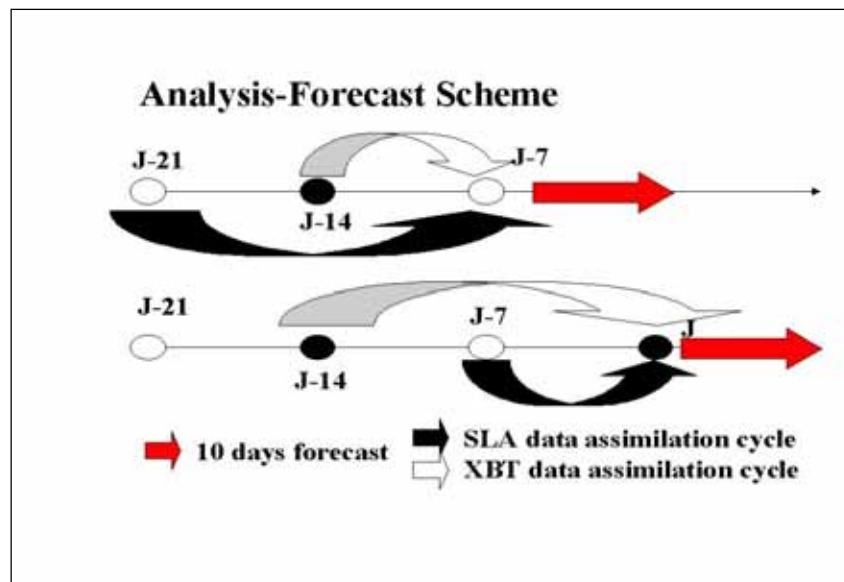 Analysis-Forecast Scheme
J-21
J-7
J-14
J-21
J-7
J
J-14
SLA data assimilation cycle
10 days forecast
XBT data assimilation cycle